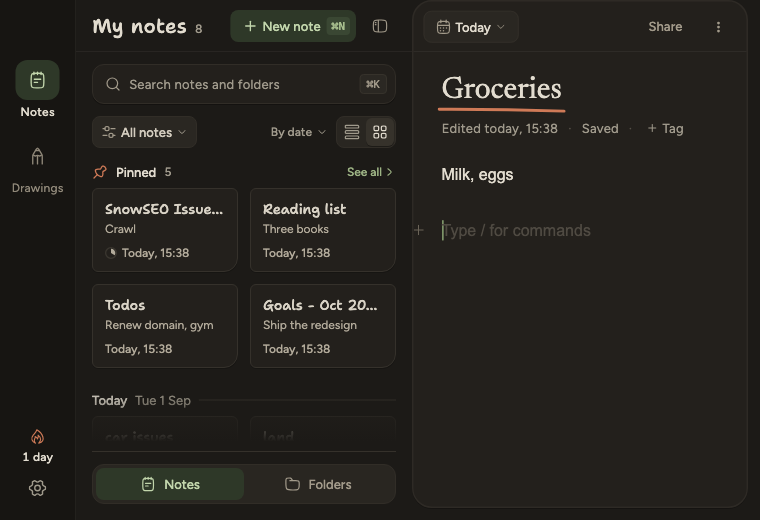 My notes 8
+ New note ⌘N
Today
Share
Search notes and folders ⌘K
All notes
By date
Pinned 5
See all
SnowSEO Issue...
Crawl
Today, 15:38
Reading list
Three books
Today, 15:38
Todos
Renew domain, gym
Today, 15:38
Goals - Oct 20...
Ship the redesign
Today, 15:38
Today Tue 1 Sep
car issues
Notes
Folders
Notes
Drawings
1 day
Groceries
Edited today, 15:38 · Saved · + Tag
Milk, eggs
Type / for commands